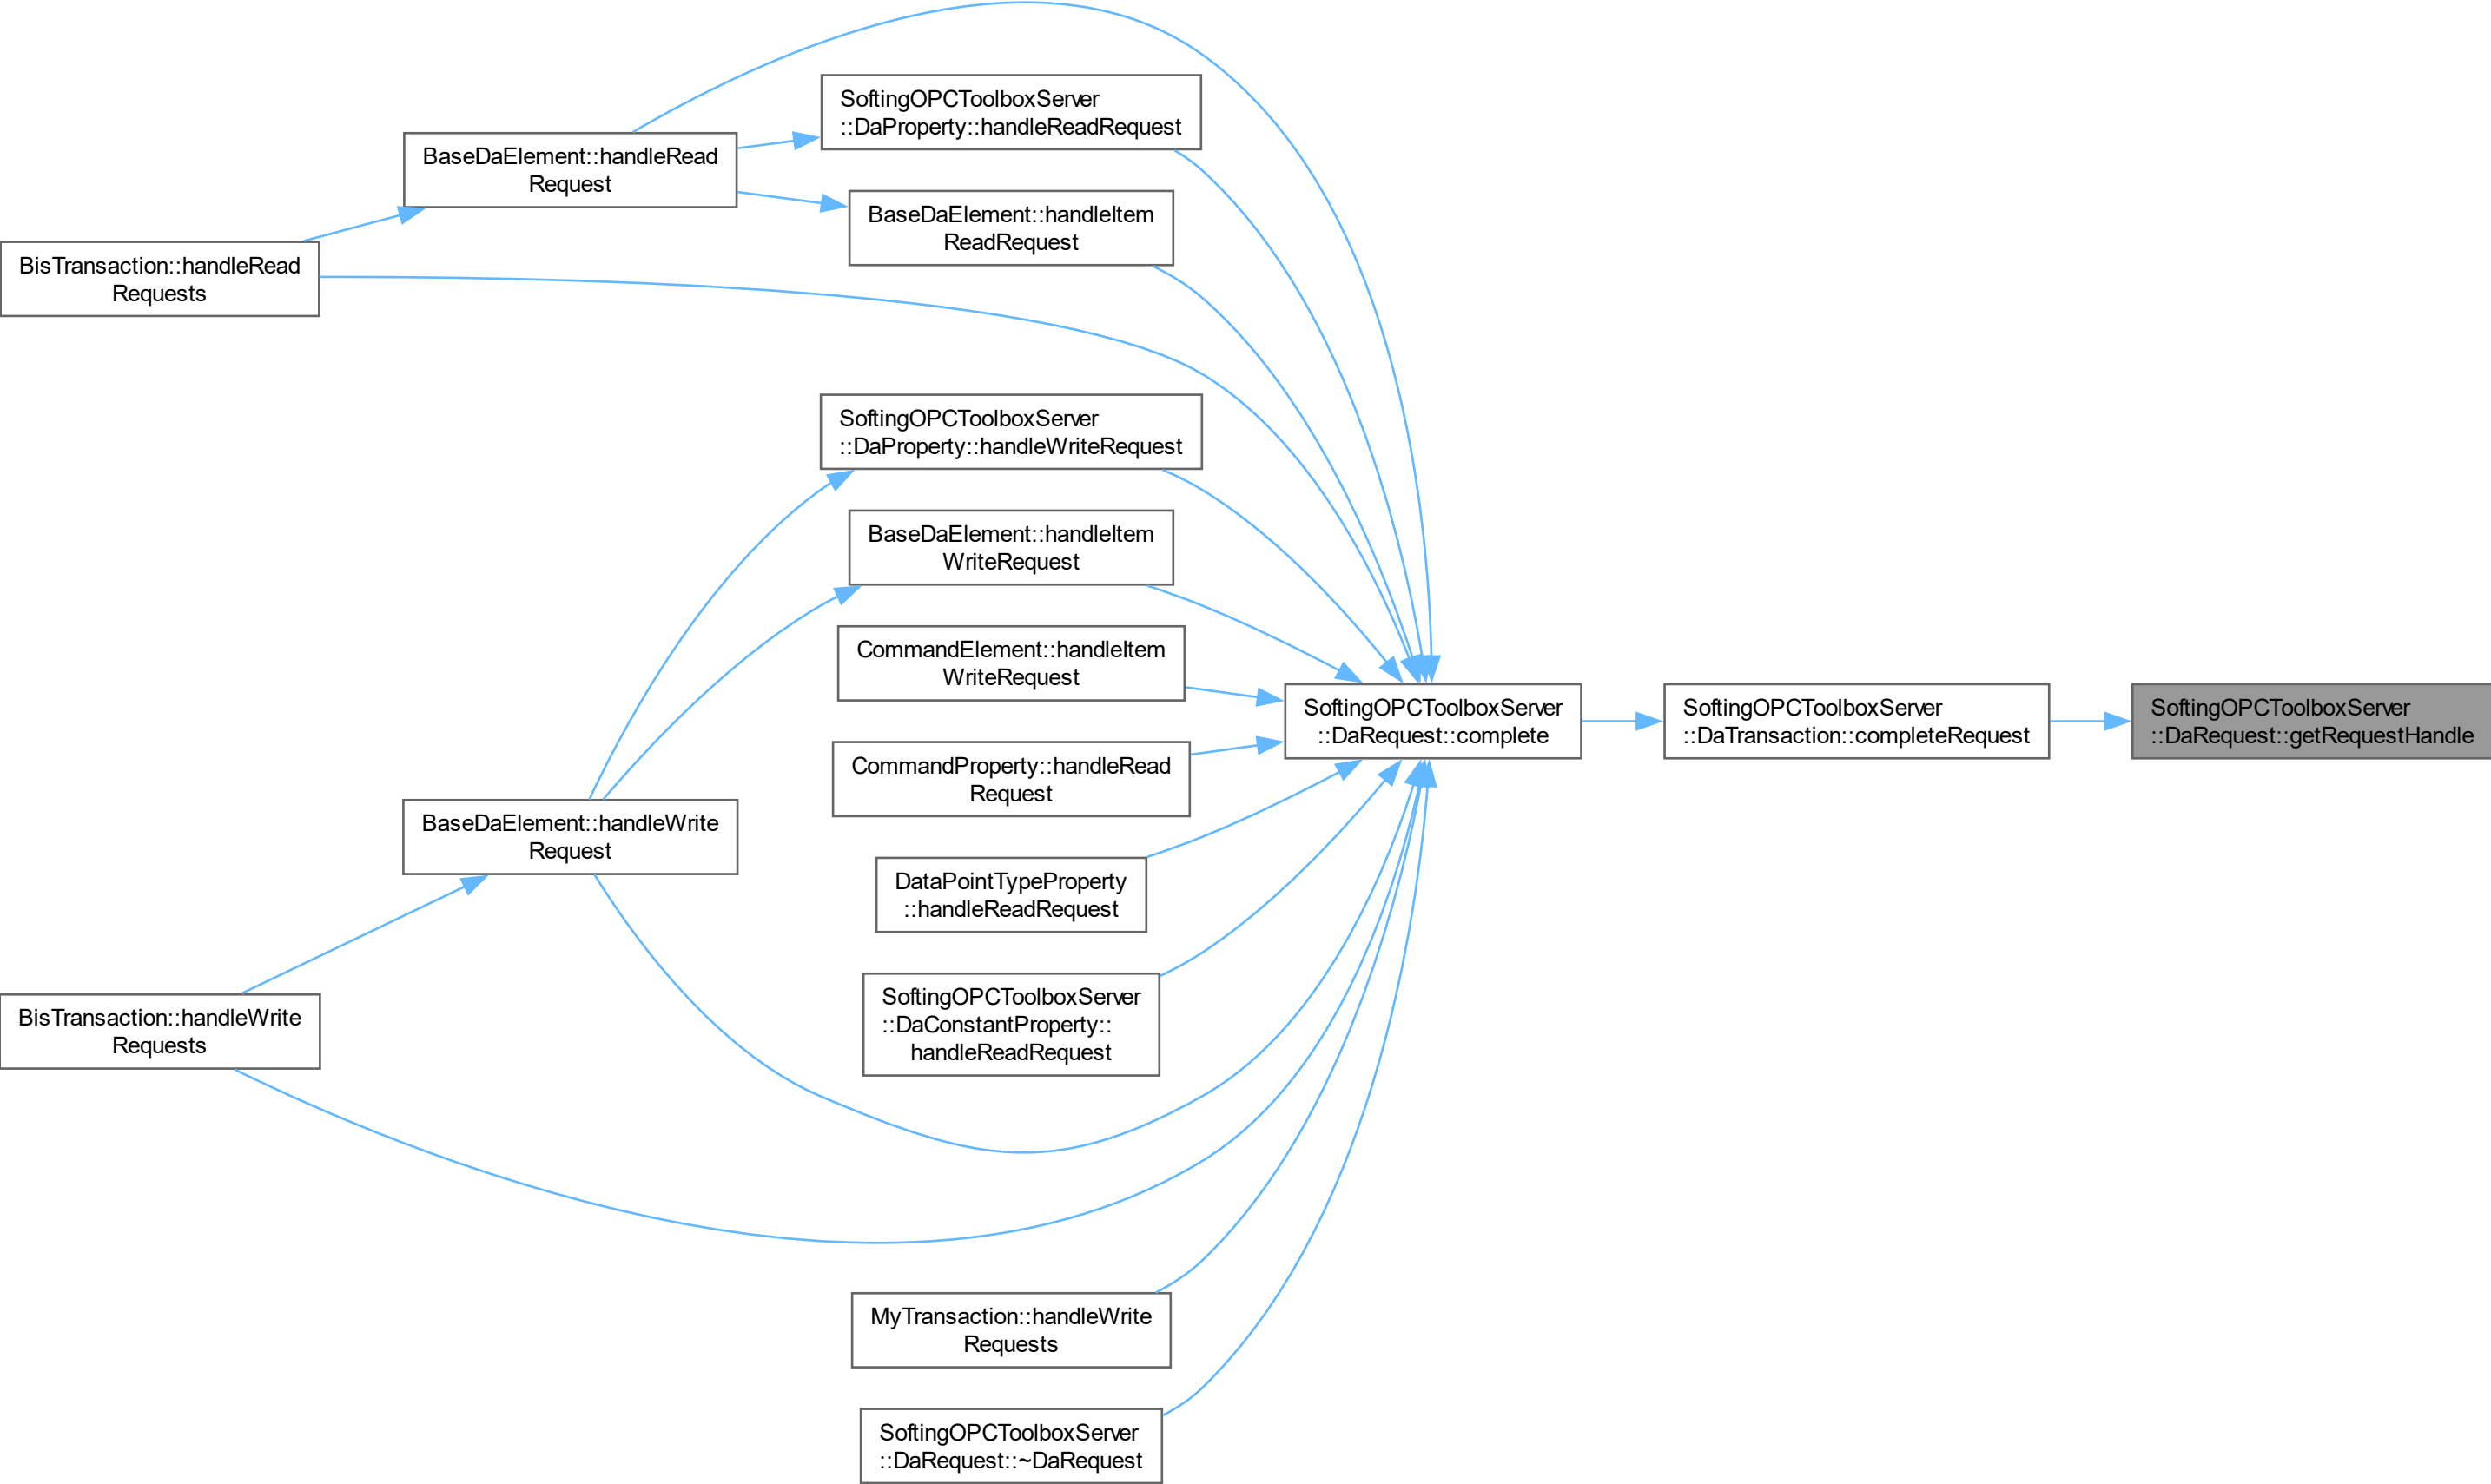 SoftingOPCToolboxServer
::DaProperty::handleReadRequest
BaseDaElement::handleRead
Request
BaseDaElement::handleItem
ReadRequest
BisTransaction::handleRead
Requests
SoftingOPCToolboxServer
::DaProperty::handleWriteRequest
BaseDaElement::handleItem
WriteRequest
CommandElement::handleItem
WriteRequest
SoftingOPCToolboxServer
::DaRequest::complete
SoftingOPCToolboxServer
::DaTransaction::completeRequest
SoftingOPCToolboxServer
::DaRequest::getRequestHandle
CommandProperty::handleRead
Request
BaseDaElement::handleWrite
Request
DataPointTypeProperty
::handleReadRequest
SoftingOPCToolboxServer
::DaConstantProperty::
handleReadRequest
BisTransaction::handleWrite
Requests
MyTransaction::handleWrite
Requests
SoftingOPCToolboxServer
::DaRequest::~DaRequest